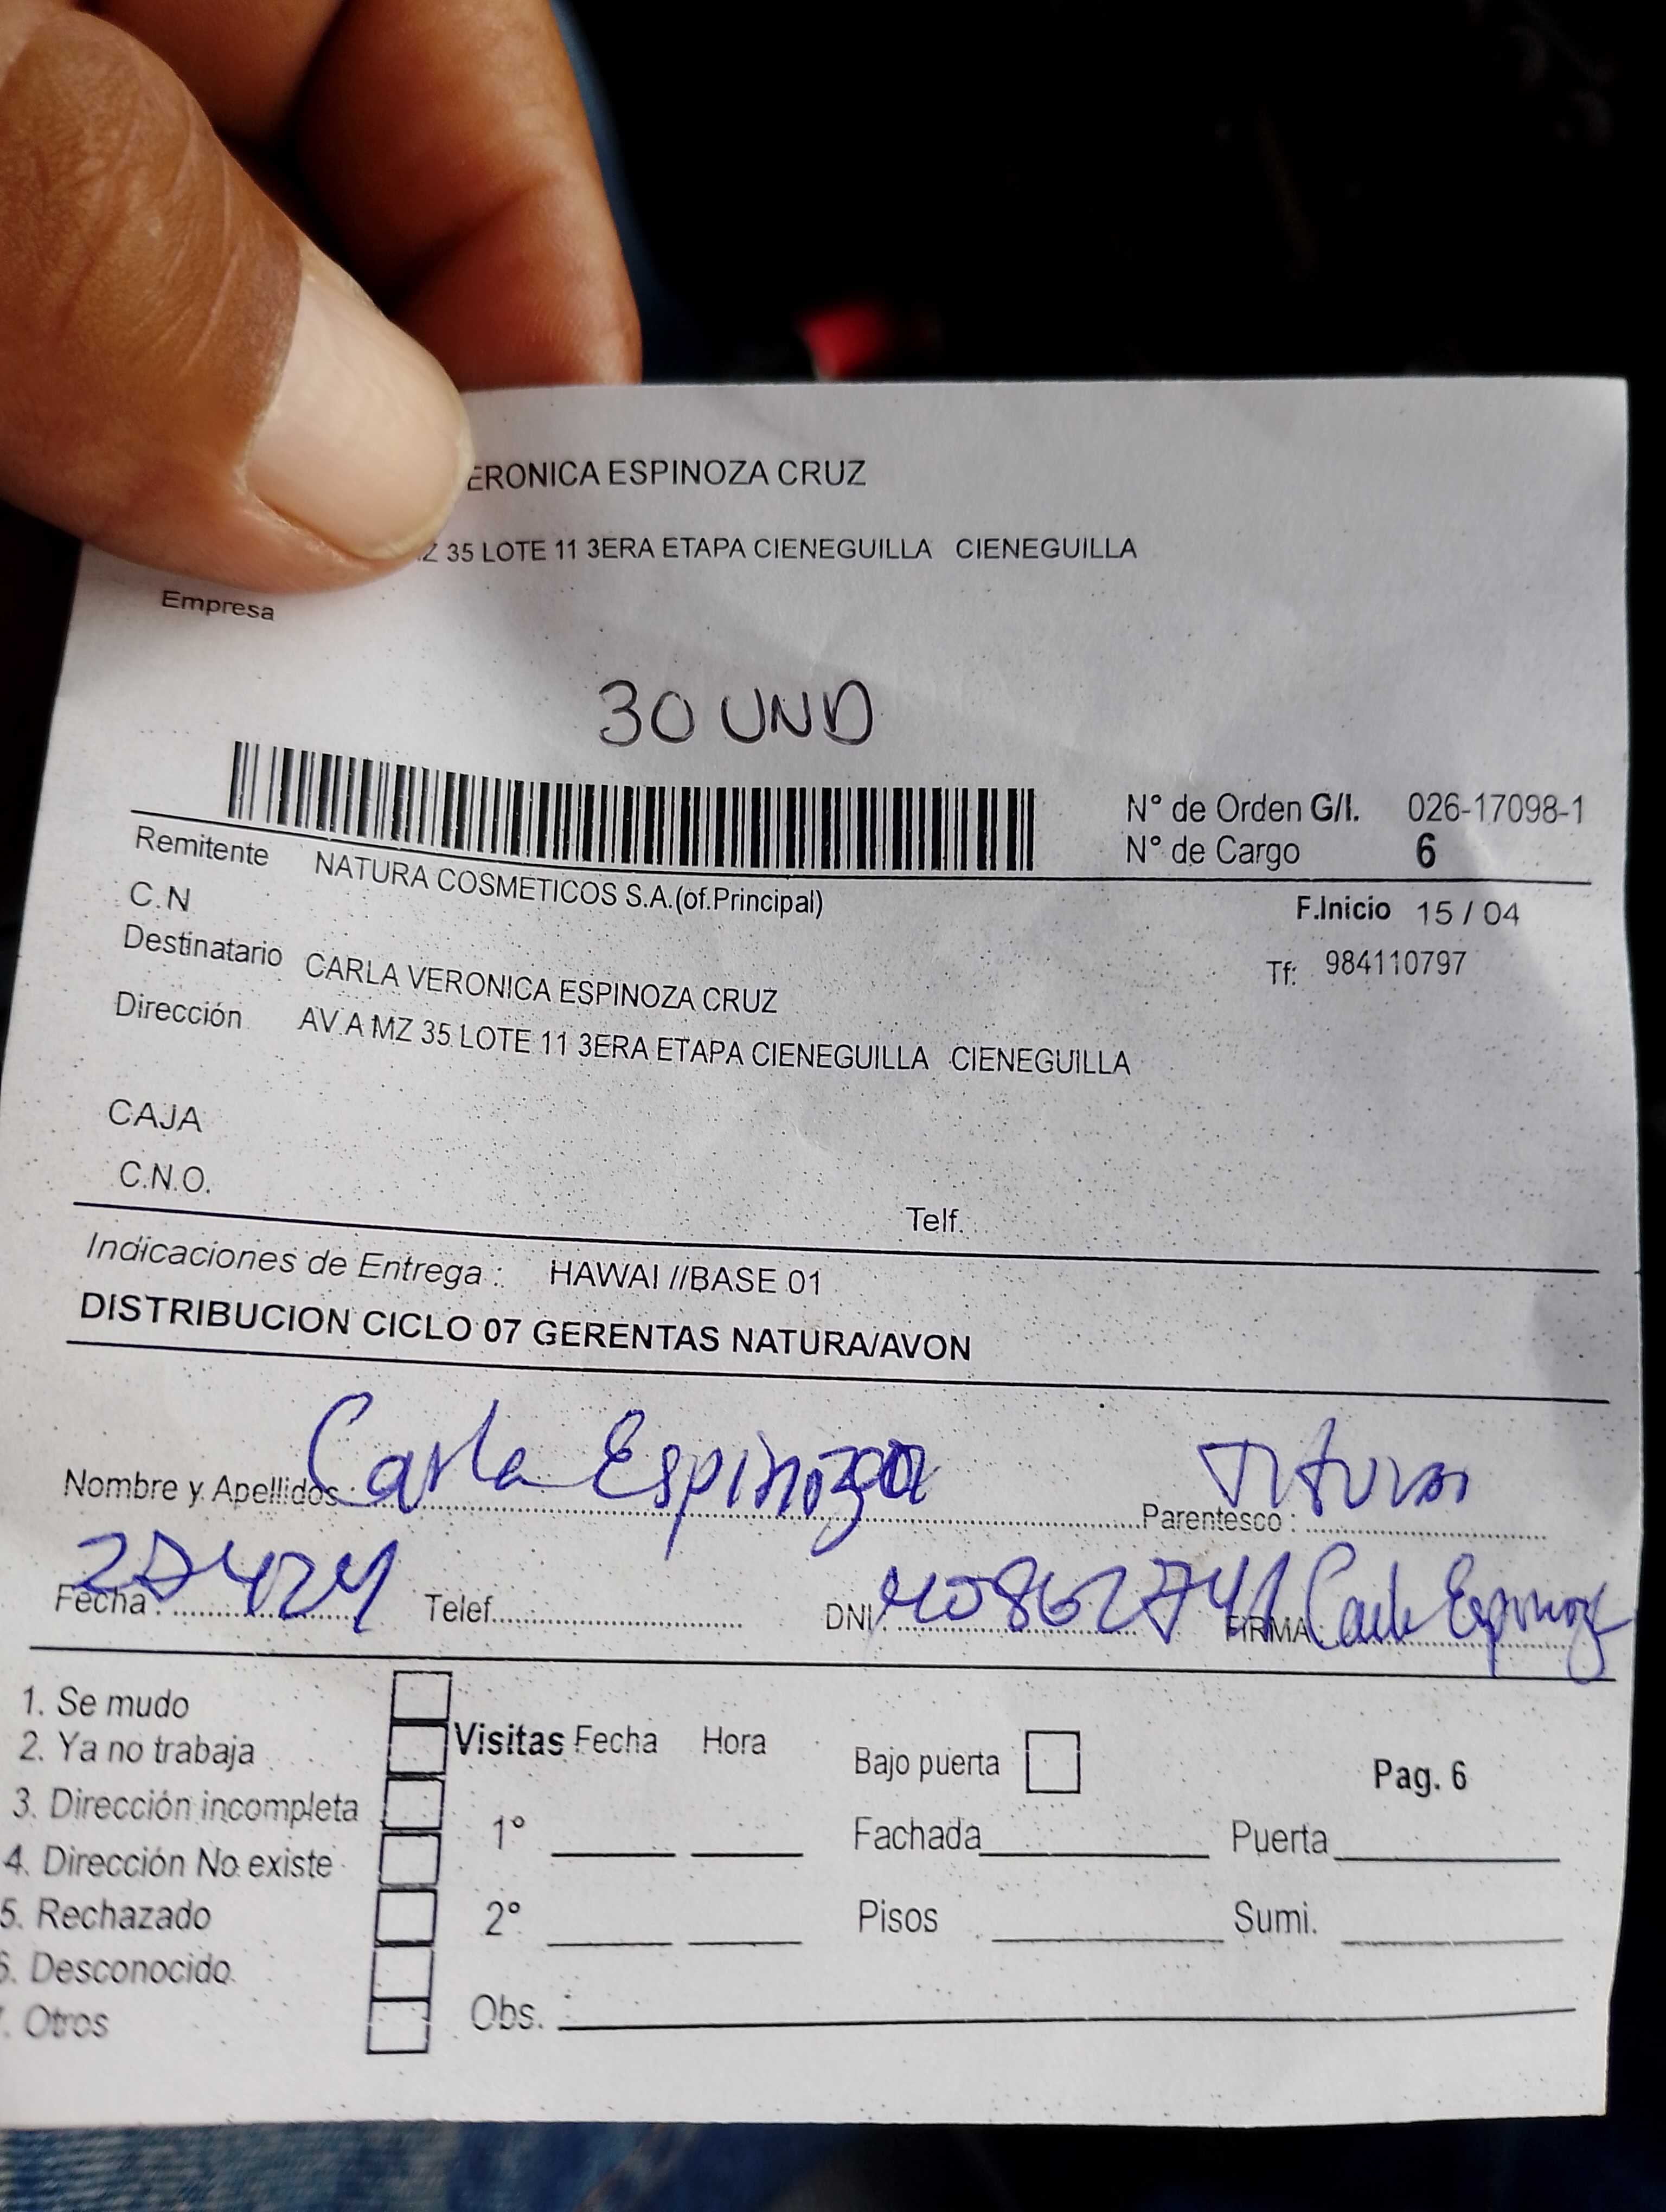 ERONICA ESPINOZA CRUZ
MZ 35 LOTE 11 3ERA ETAPA CIENEGUILLA CIENEGUILLA
Empresa
30 UND
N° de Orden G/I. 026-17098-1
N° de Cargo 6
Remitente NATURA COSMETICOS S.A.(of.Principal)
C.N
F.Inicio 15 / 04
Destinatario CARLA VERONICA ESPINOZA CRUZ
Tf: 984110797
Dirección AV.A MZ 35 LOTE 11 3ERA ETAPA CIENEGUILLA CIENEGUILLA
CAJA
C.N.O.
Telf.
Indicaciones de Entrega : HAWAI //BASE 01
DISTRIBUCION CICLO 07 GERENTAS NATURA/AVON
Nombre y Apellidos : Carla Espinoza Parentesco :
Fecha : Telef. DNI. FIRMA Carla Espinoza
1. Se mudo
2. Ya no trabaja
3. Dirección incompleta
4. Dirección No existe
5. Rechazado
6. Desconocido
. Otros
Visitas Fecha Hora
1°
2°
Obs.
Bajo puerta
Pag. 6
Fachada Puerta
Pisos Sumi.